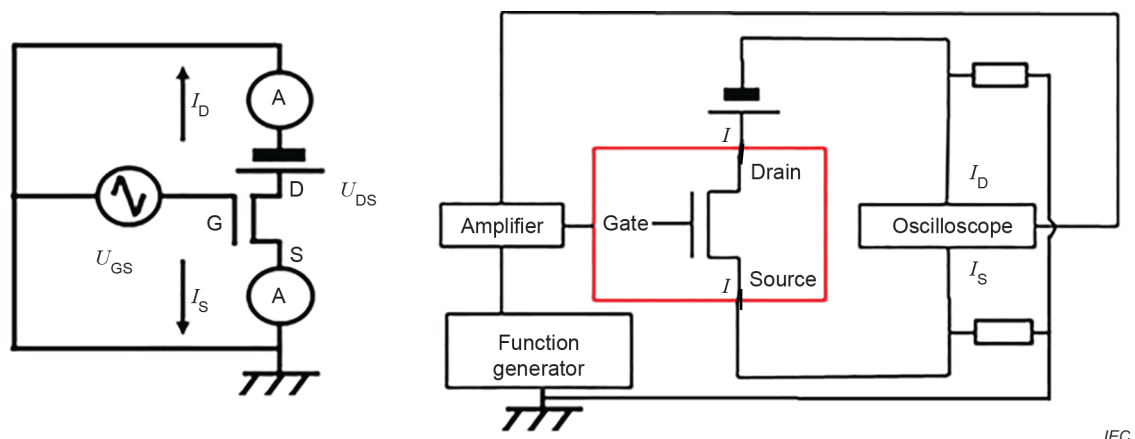 A
I_D
D
U_DS
G
S
U_GS
I_S
A
I
Drain
I_D
Amplifier
Gate
Oscilloscope
I_S
I
Source
Function
generator
IEC